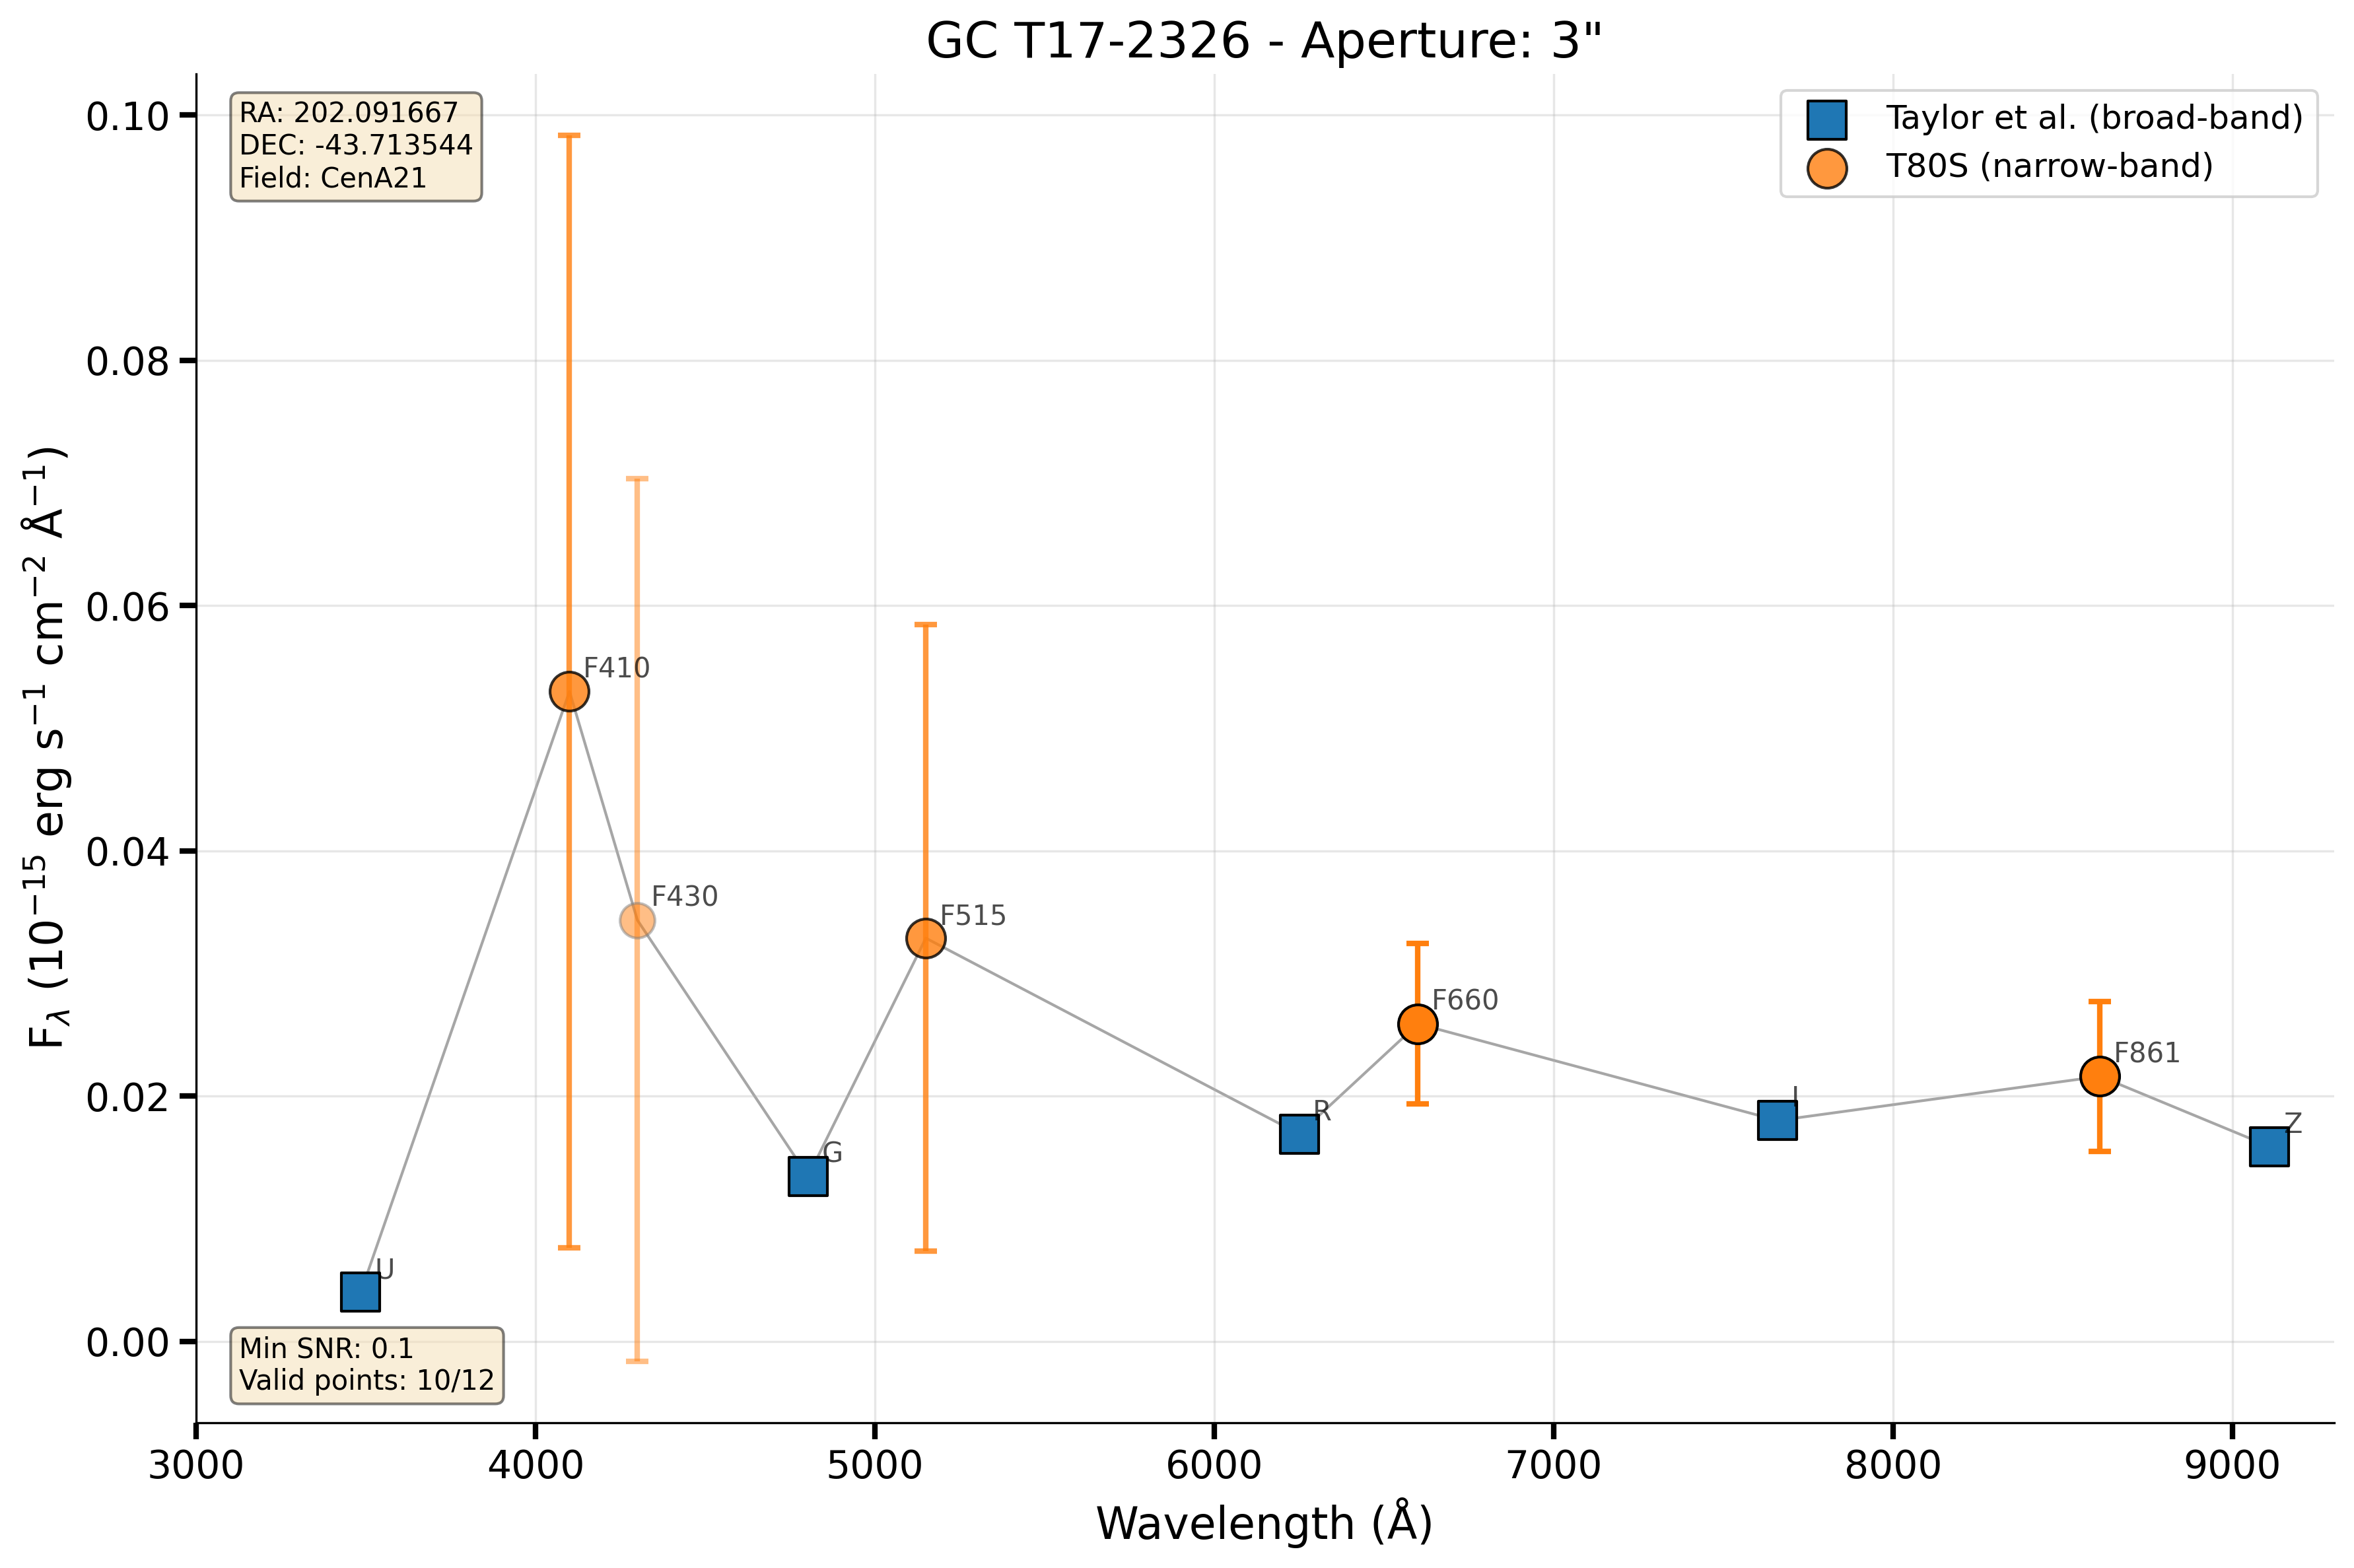 GC T17-2326 - Aperture: 3"
RA: 202.091667
DEC: -43.713544
Field: CenA21
Taylor et al. (broad-band)
T80S (narrow-band)
F$_{\lambda}$ (10$^{-15}$ erg s$^{-1}$ cm$^{-2}$ Å$^{-1}$)
0.10
0.08
0.06
0.04
0.02
0.00
F410
F430
F515
F660
F861
U
G
R
I
Z
Min SNR: 0.1
Valid points: 10/12
3000
4000
5000
6000
7000
8000
9000
Wavelength (Å)